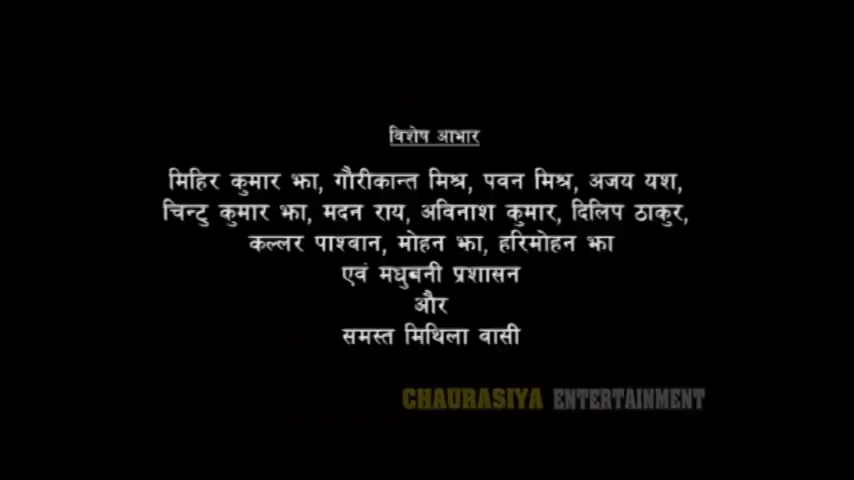 विशेष आभार
मिहिर कुमार झा, गौरीकान्त मिश्र, पवन मिश्र, अजय यश,
चिन्टु कुमार झा, मदन राय, अविनाश कुमार, दिलिप ठाकुर,
कल्लर पाश्वान, मोहन झा, हरिमोहन झा
एवं मधुबनी प्रशासन
और
समस्त मिथिला वासी
CHAURASIYA ENTERTAINMENT